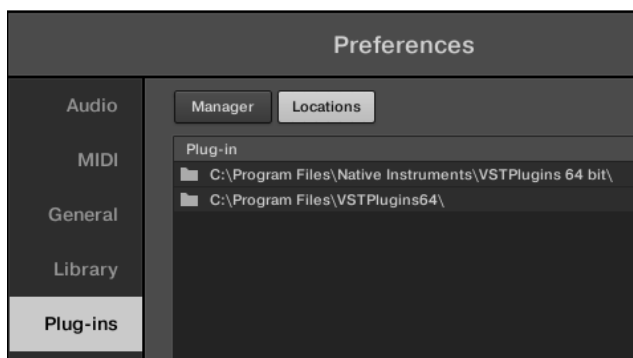 Preferences
Audio
MIDI
General
Library
Plug-ins
Manager
Locations
Plug-in
C:\Program Files\Native Instruments\VSTPlugins 64 bit\
C:\Program Files\VSTPlugins64\